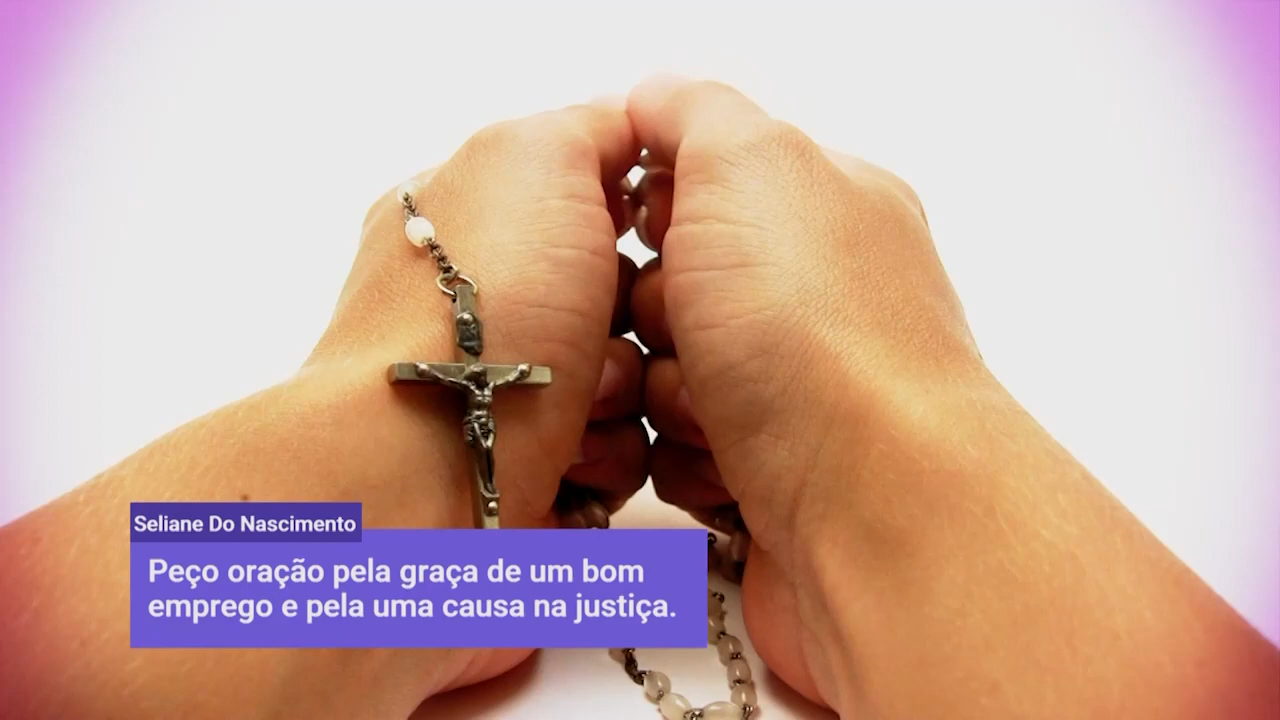 Seliane Do Nascimento
Peço oração pela graça de um bom
emprego e pela uma causa na justiça.